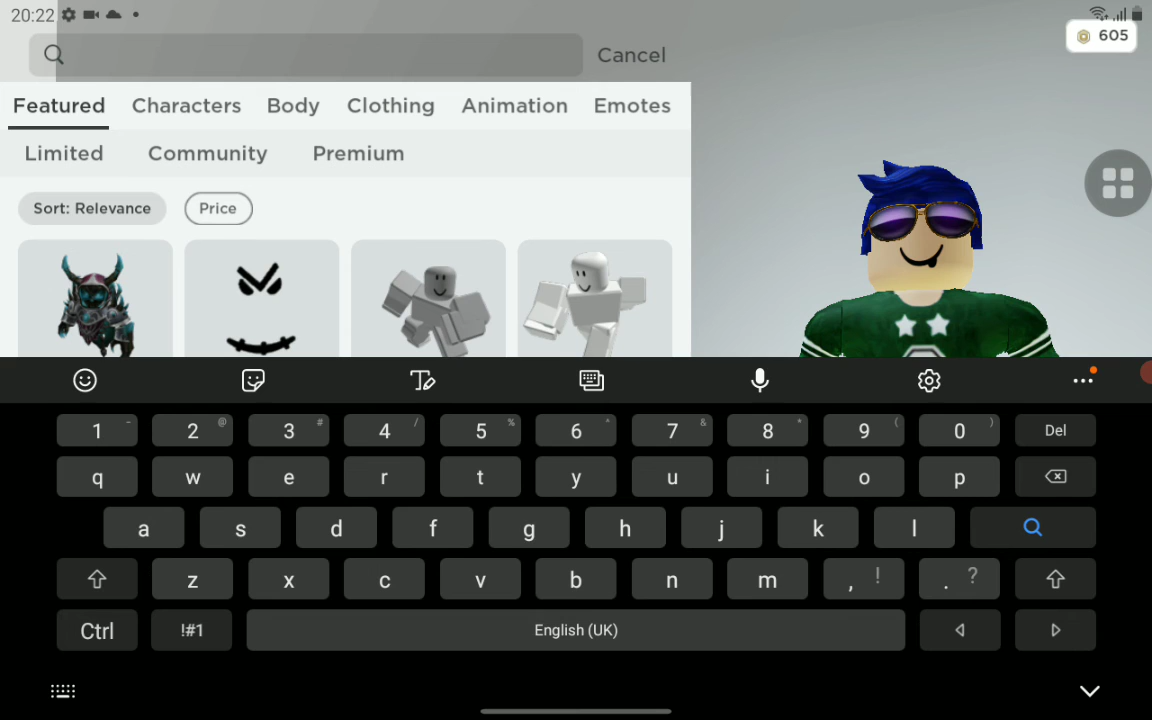 20:22
605
Cancel
Featured Characters Body Clothing Animation Emotes
Limited Community Premium
Sort: Relevance Price
1 - 2 @ 3 # 4 / 5 % 6 ^ 7 & 8 * 9 ( 0 ) Del
q w e r t y u i o p
a s d f g h j k l
z x c v b n m , ! . ?
Ctrl !#1 English (UK)